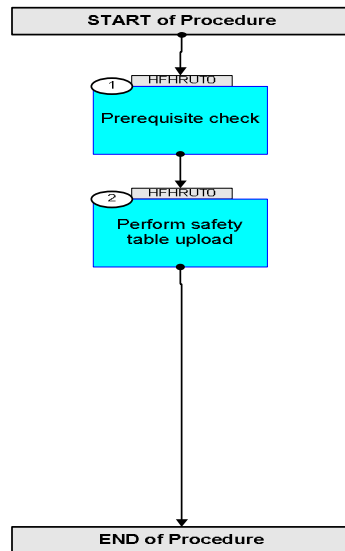 START of Procedure
HFHRUT0
1
Prerequisite check
HFHRUT0
2
Perform safety
table upload
END of Procedure